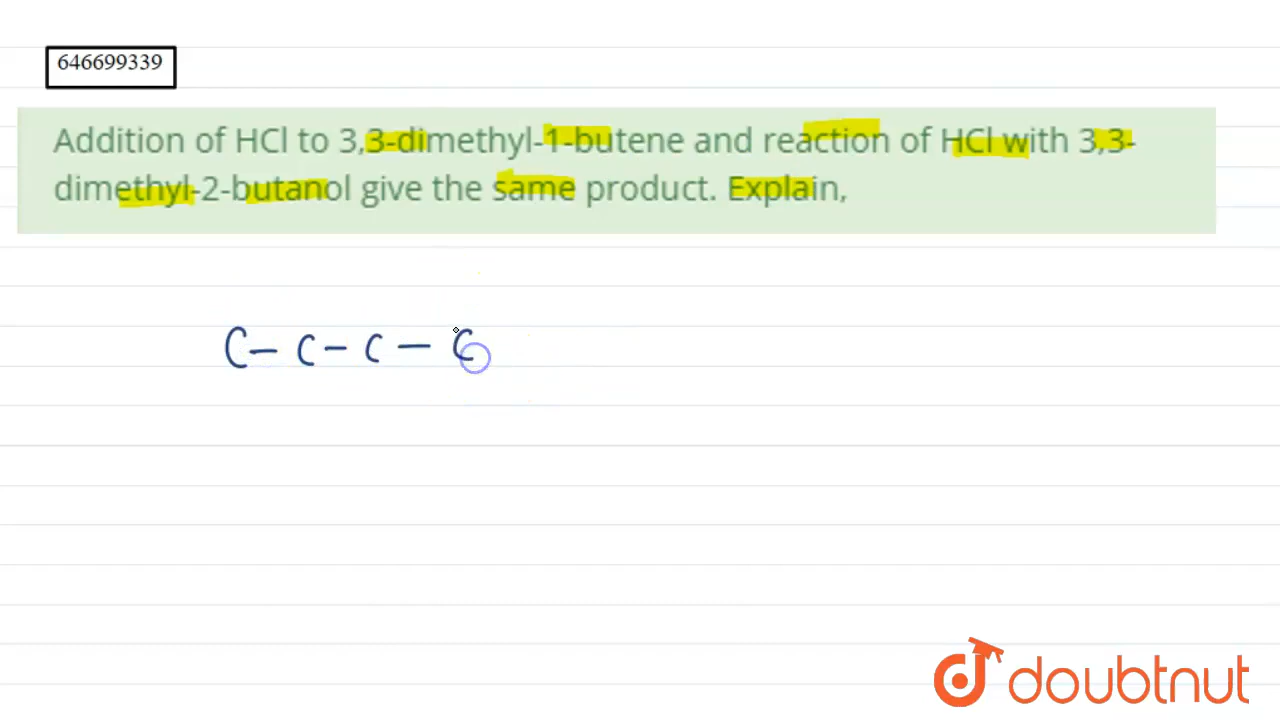 646699339
Addition of HCl to 3,3-dimethyl-1-butene and reaction of HCl with 3,3-
dimethyl-2-butanol give the same product. Explain,
C – C – C – C
doubtnut